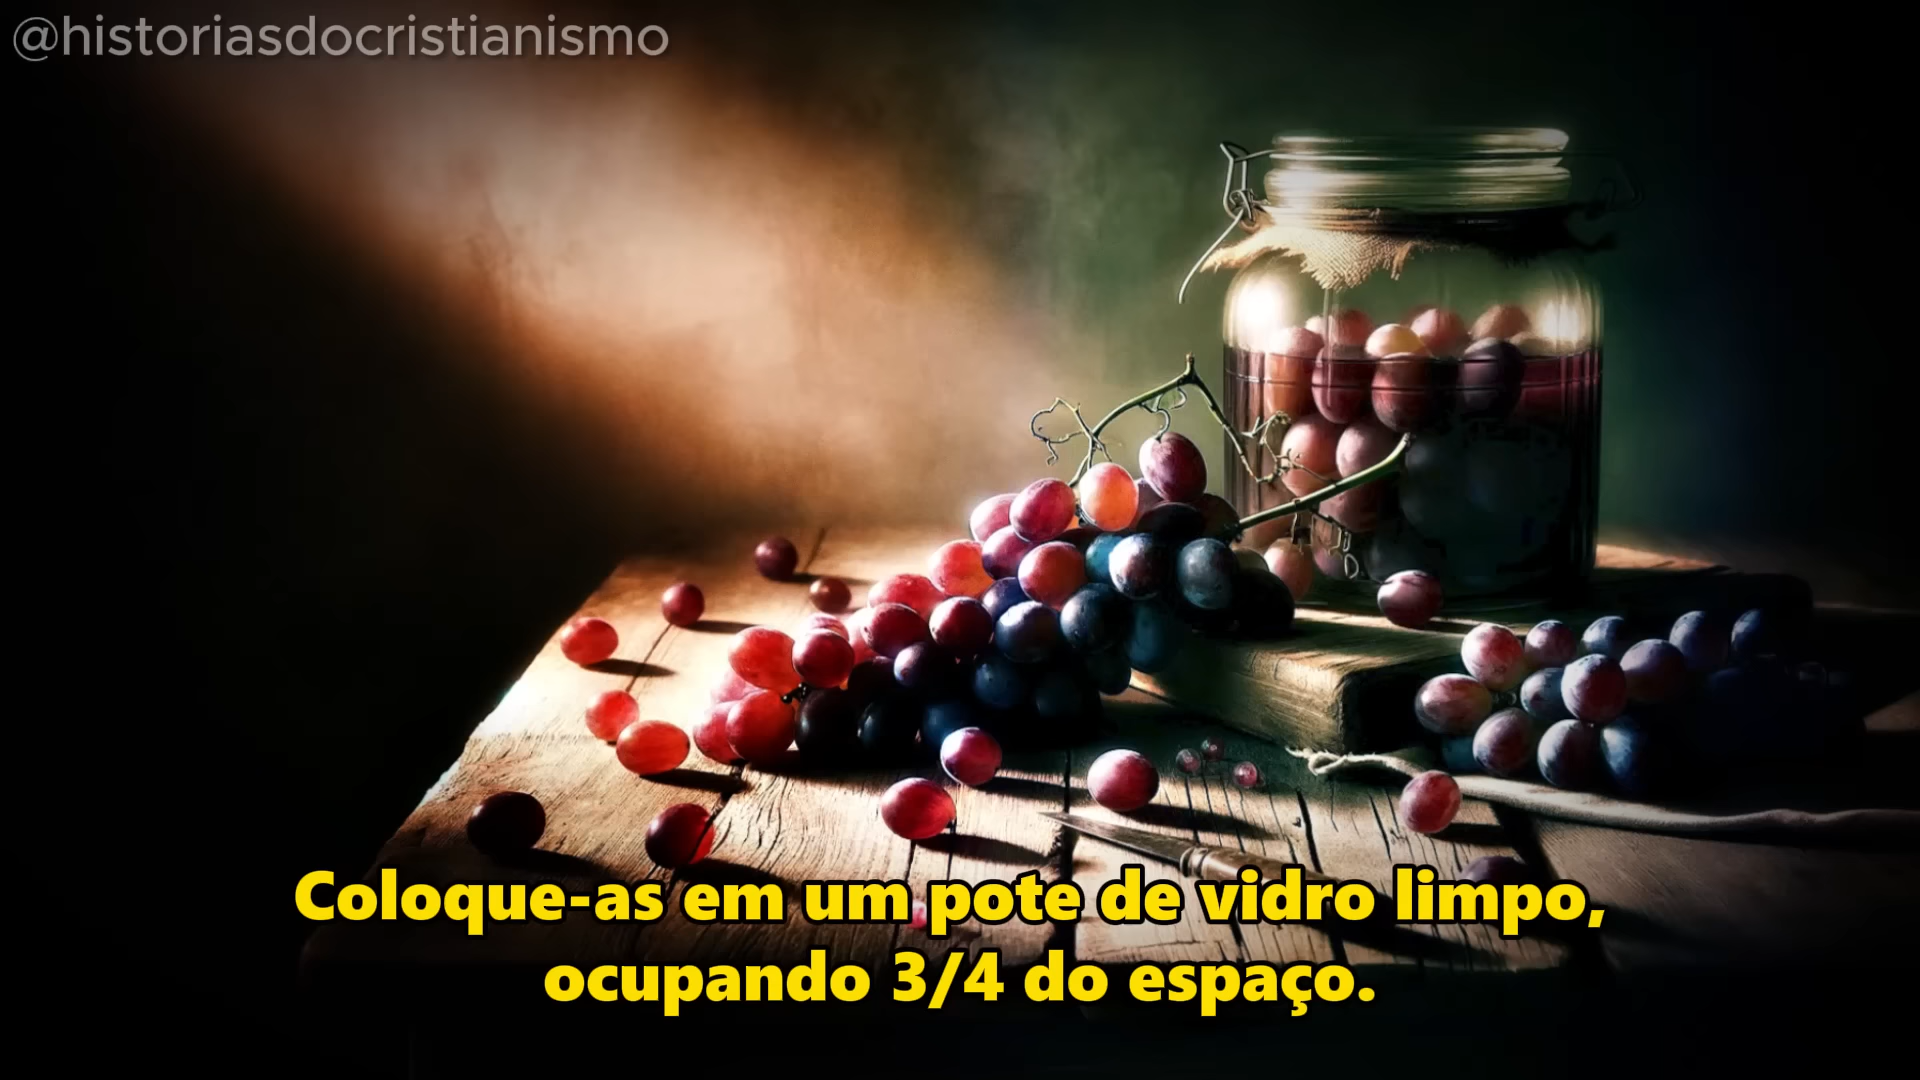 @historiasdocristianismo
Coloque-as em um pote de vidro limpo,
ocupando 3/4 do espaço.